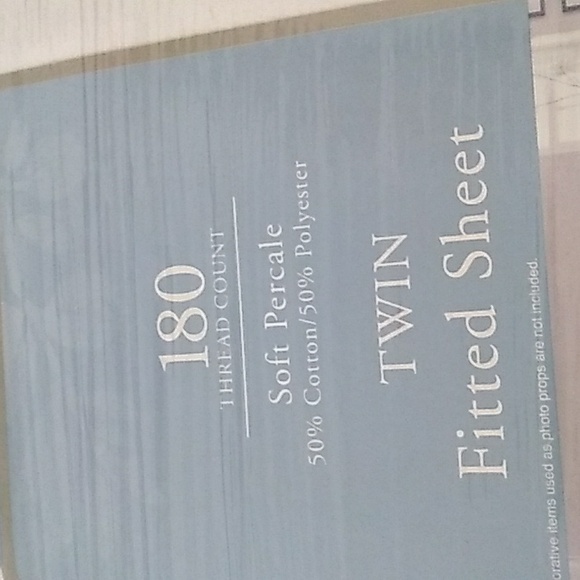 180
THREAD COUNT
Soft Percale
50% Cotton/50% Polyester
TWIN
Fitted Sheet
items used as photo props are not included.